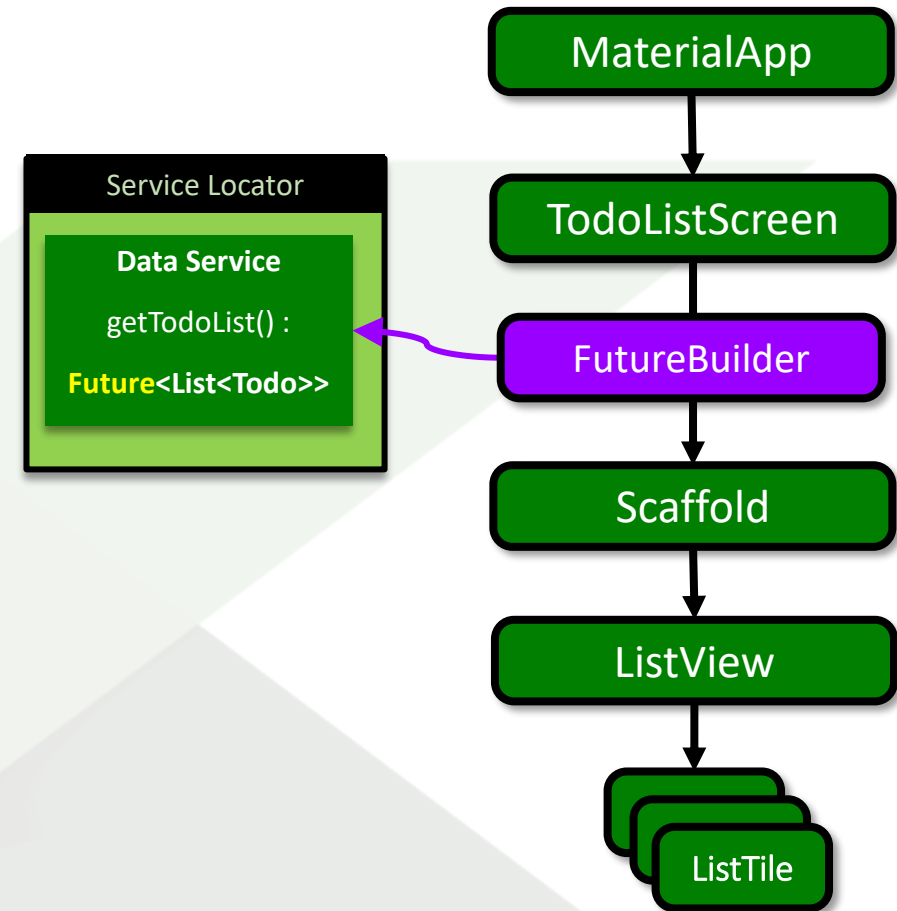 MaterialApp
Service Locator
TodoListScreen
Data Service
getTodoList() :
Future<List<Todo>>
FutureBuilder
Scaffold
ListView
ListTile